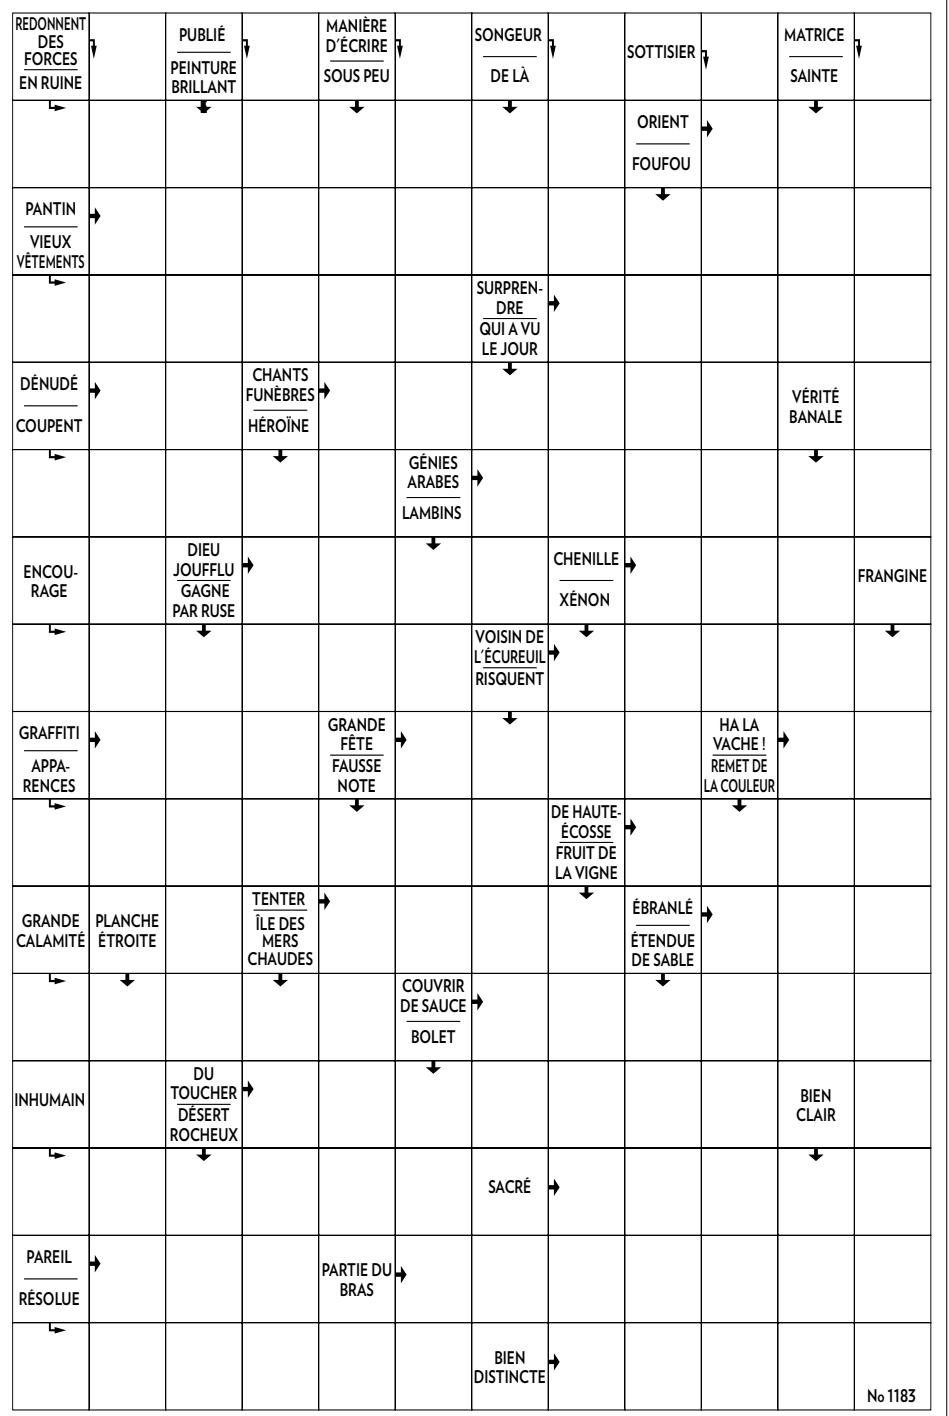 REDONNENT
DES
FORCES
EN RUINE
PUBLIÉ
PEINTURE
BRILLANT
MANIÈRE
D'ÉCRIRE
SOUS PEU
SONGEUR
DE LÀ
SOTTISIER
MATRICE
SAINTE
ORIENT
FOUFOU
PANTIN
VIEUX
VÊTEMENTS
SURPREN-
DRE
QUI A VU
LE JOUR
DÉNUDÉ
COUPENT
CHANTS
FUNÈBRES
HÉROÏNE
VÉRITÉ
BANALE
GÉNIES
ARABES
LAMBINS
ENCOU-
RAGE
DIEU
JOUFFLU
GAGNE
PAR RUSE
CHENILLE
XÉNON
FRANGINE
VOISIN DE
L'ÉCUREUIL
RISQUENT
GRAFFITI
APPA-
RENCES
GRANDE
FÊTE
FAUSSE
NOTE
HA LA
VACHE !
REMET DE
LA COULEUR
DE HAUTE-
ÉCOSSE
FRUIT DE
LA VIGNE
GRANDE
CALAMITÉ
PLANCHE
ÉTROITE
TENTER
ÎLE DES
MERS
CHAUDES
ÉBRANLÉ
ÉTENDUE
DE SABLE
COUVRIR
DE SAUCE
BOLET
INHUMAIN
DU
TOUCHER
DÉSERT
ROCHEUX
BIEN
CLAIR
SACRÉ
PAREIL
RÉSOLUE
PARTIE DU
BRAS
BIEN
DISTINCTE
No 1183